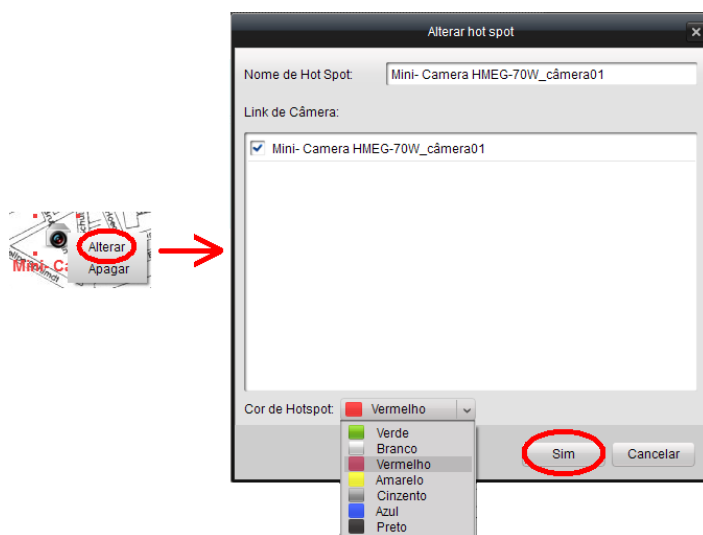 Alterar hot spot
Nome de Hot Spot:
Mini- Camera HMEG-70W_câmera01
Link de Câmera:
Mini- Camera HMEG-70W_câmera01
Alterar
Apagar
Mini- Ca
Cor de Hotspot:
Vermelho
Verde
Branco
Vermelho
Amarelo
Cinzento
Azul
Preto
Sim
Cancelar